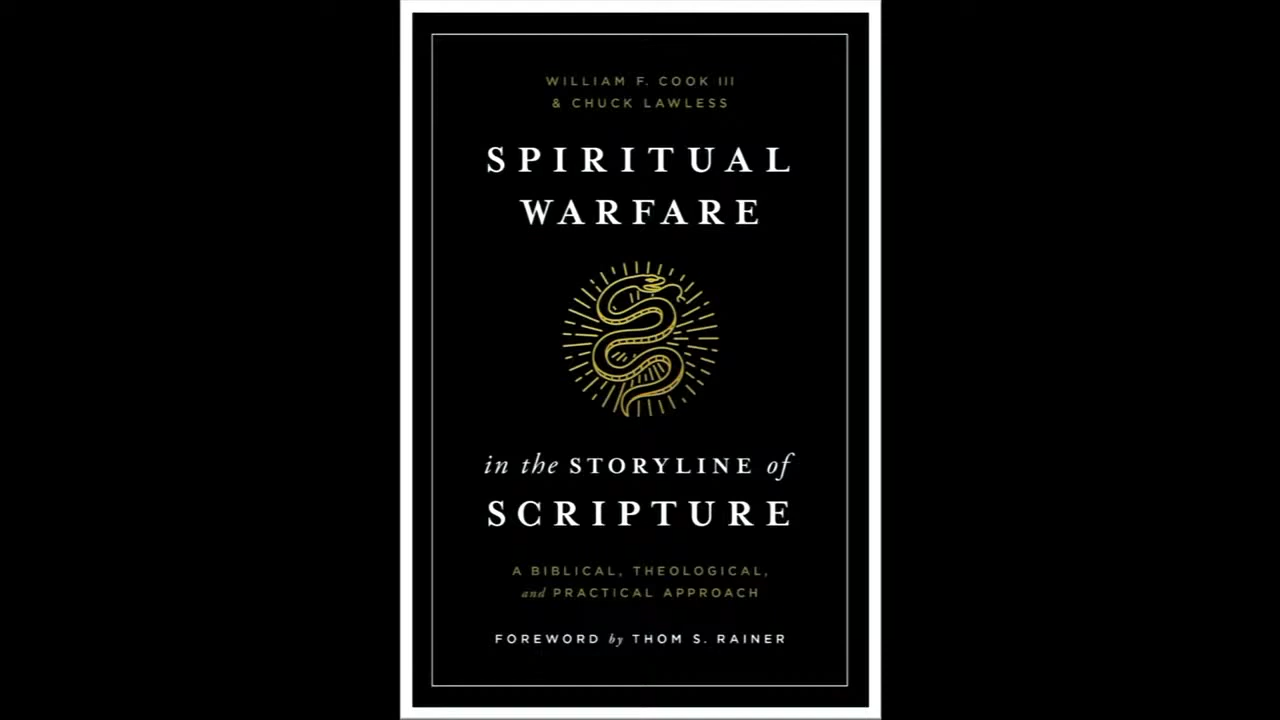 WILLIAM F. COOK III
& CHUCK LAWLESS
SPIRITUAL
WARFARE
in the STORYLINE of
SCRIPTURE
A BIBLICAL, THEOLOGICAL,
and PRACTICAL APPROACH
FOREWORD by THOM S. RAINER